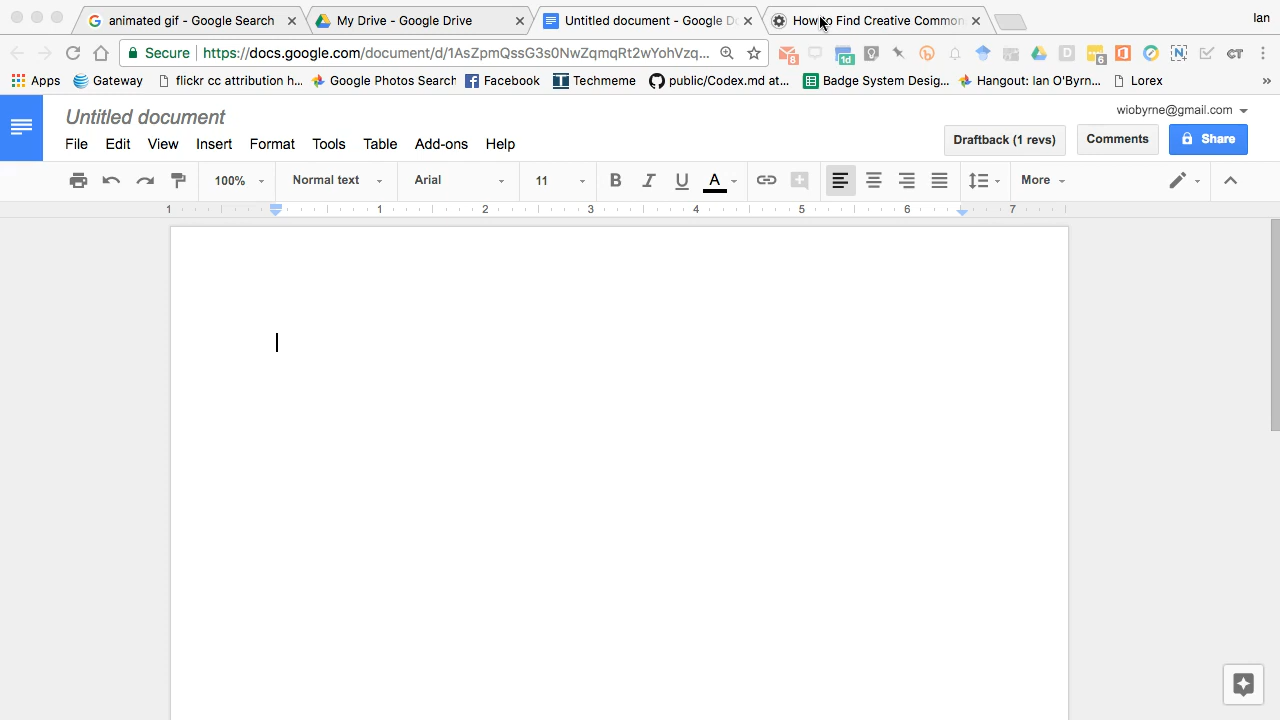 animated gif - Google Search
My Drive - Google Drive
Untitled document - Google D
How to Find Creative Common
Ian
Secure
https://docs.google.com/document/d/1AsZpmQssG3s0NwZqmqRt2wYohVzq...
8
1d
6
Apps
Gateway
flickr cc attribution h...
Google Photos Search
Facebook
Techmeme
public/Codex.md at...
Badge System Desig...
Hangout: Ian O'Byrn...
Lorex
»
Untitled document
wiobyrne@gmail.com
File Edit View Insert Format Tools Table Add-ons Help
Draftback (1 revs)
Comments
Share
100%
Normal text
Arial
11
B I U A
More
1 1 2 3 4 5 6 7